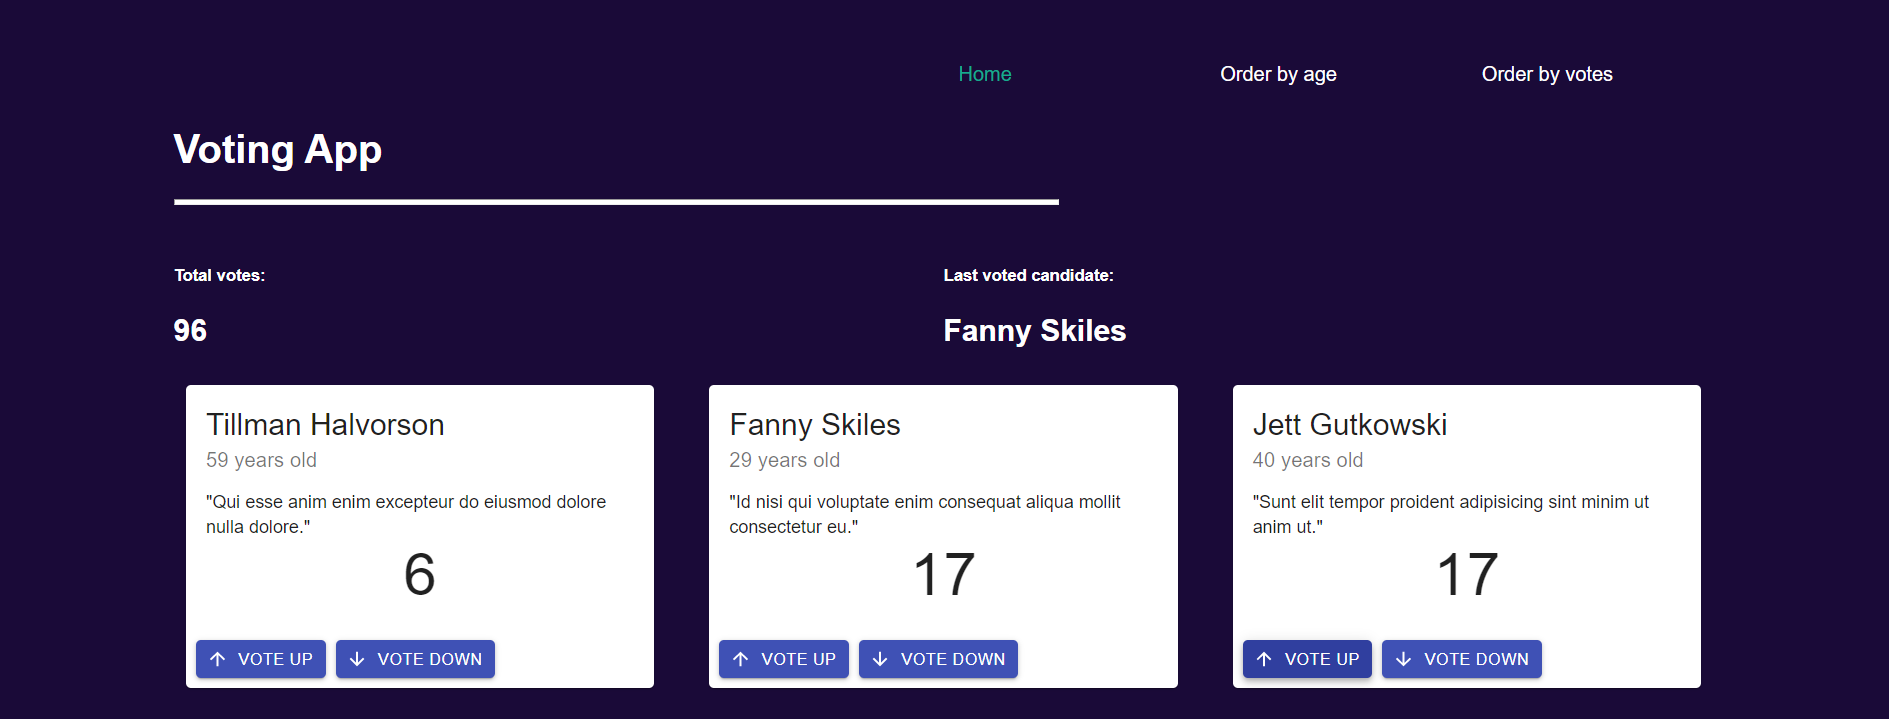 Home Order by age Order by votes
Voting App
Total votes: Last voted candidate:
96 Fanny Skiles
Tillman Halvorson
59 years old
"Qui esse anim enim excepteur do eiusmod dolore
nulla dolore."
6
VOTE UP VOTE DOWN
Fanny Skiles
29 years old
"Id nisi qui voluptate enim consequat aliqua mollit
consectetur eu."
17
VOTE UP VOTE DOWN
Jett Gutkowski
40 years old
"Sunt elit tempor proident adipisicing sint minim ut
anim ut."
17
VOTE UP VOTE DOWN